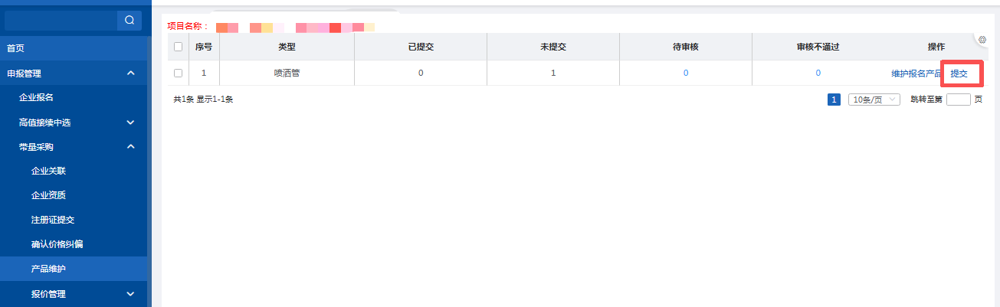 项目名称：
序号 类型 已提交 未提交 待审核 审核不通过 操作
1 喷洒管 0 1 0 0 维护报名产品 提交
共1条 显示1-1条 1 10条/页 跳转至第 页
首页
申报管理
企业报名
高值接续中选
带量采购
企业关联
企业资质
注册证提交
确认价格纠偏
产品维护
报价管理